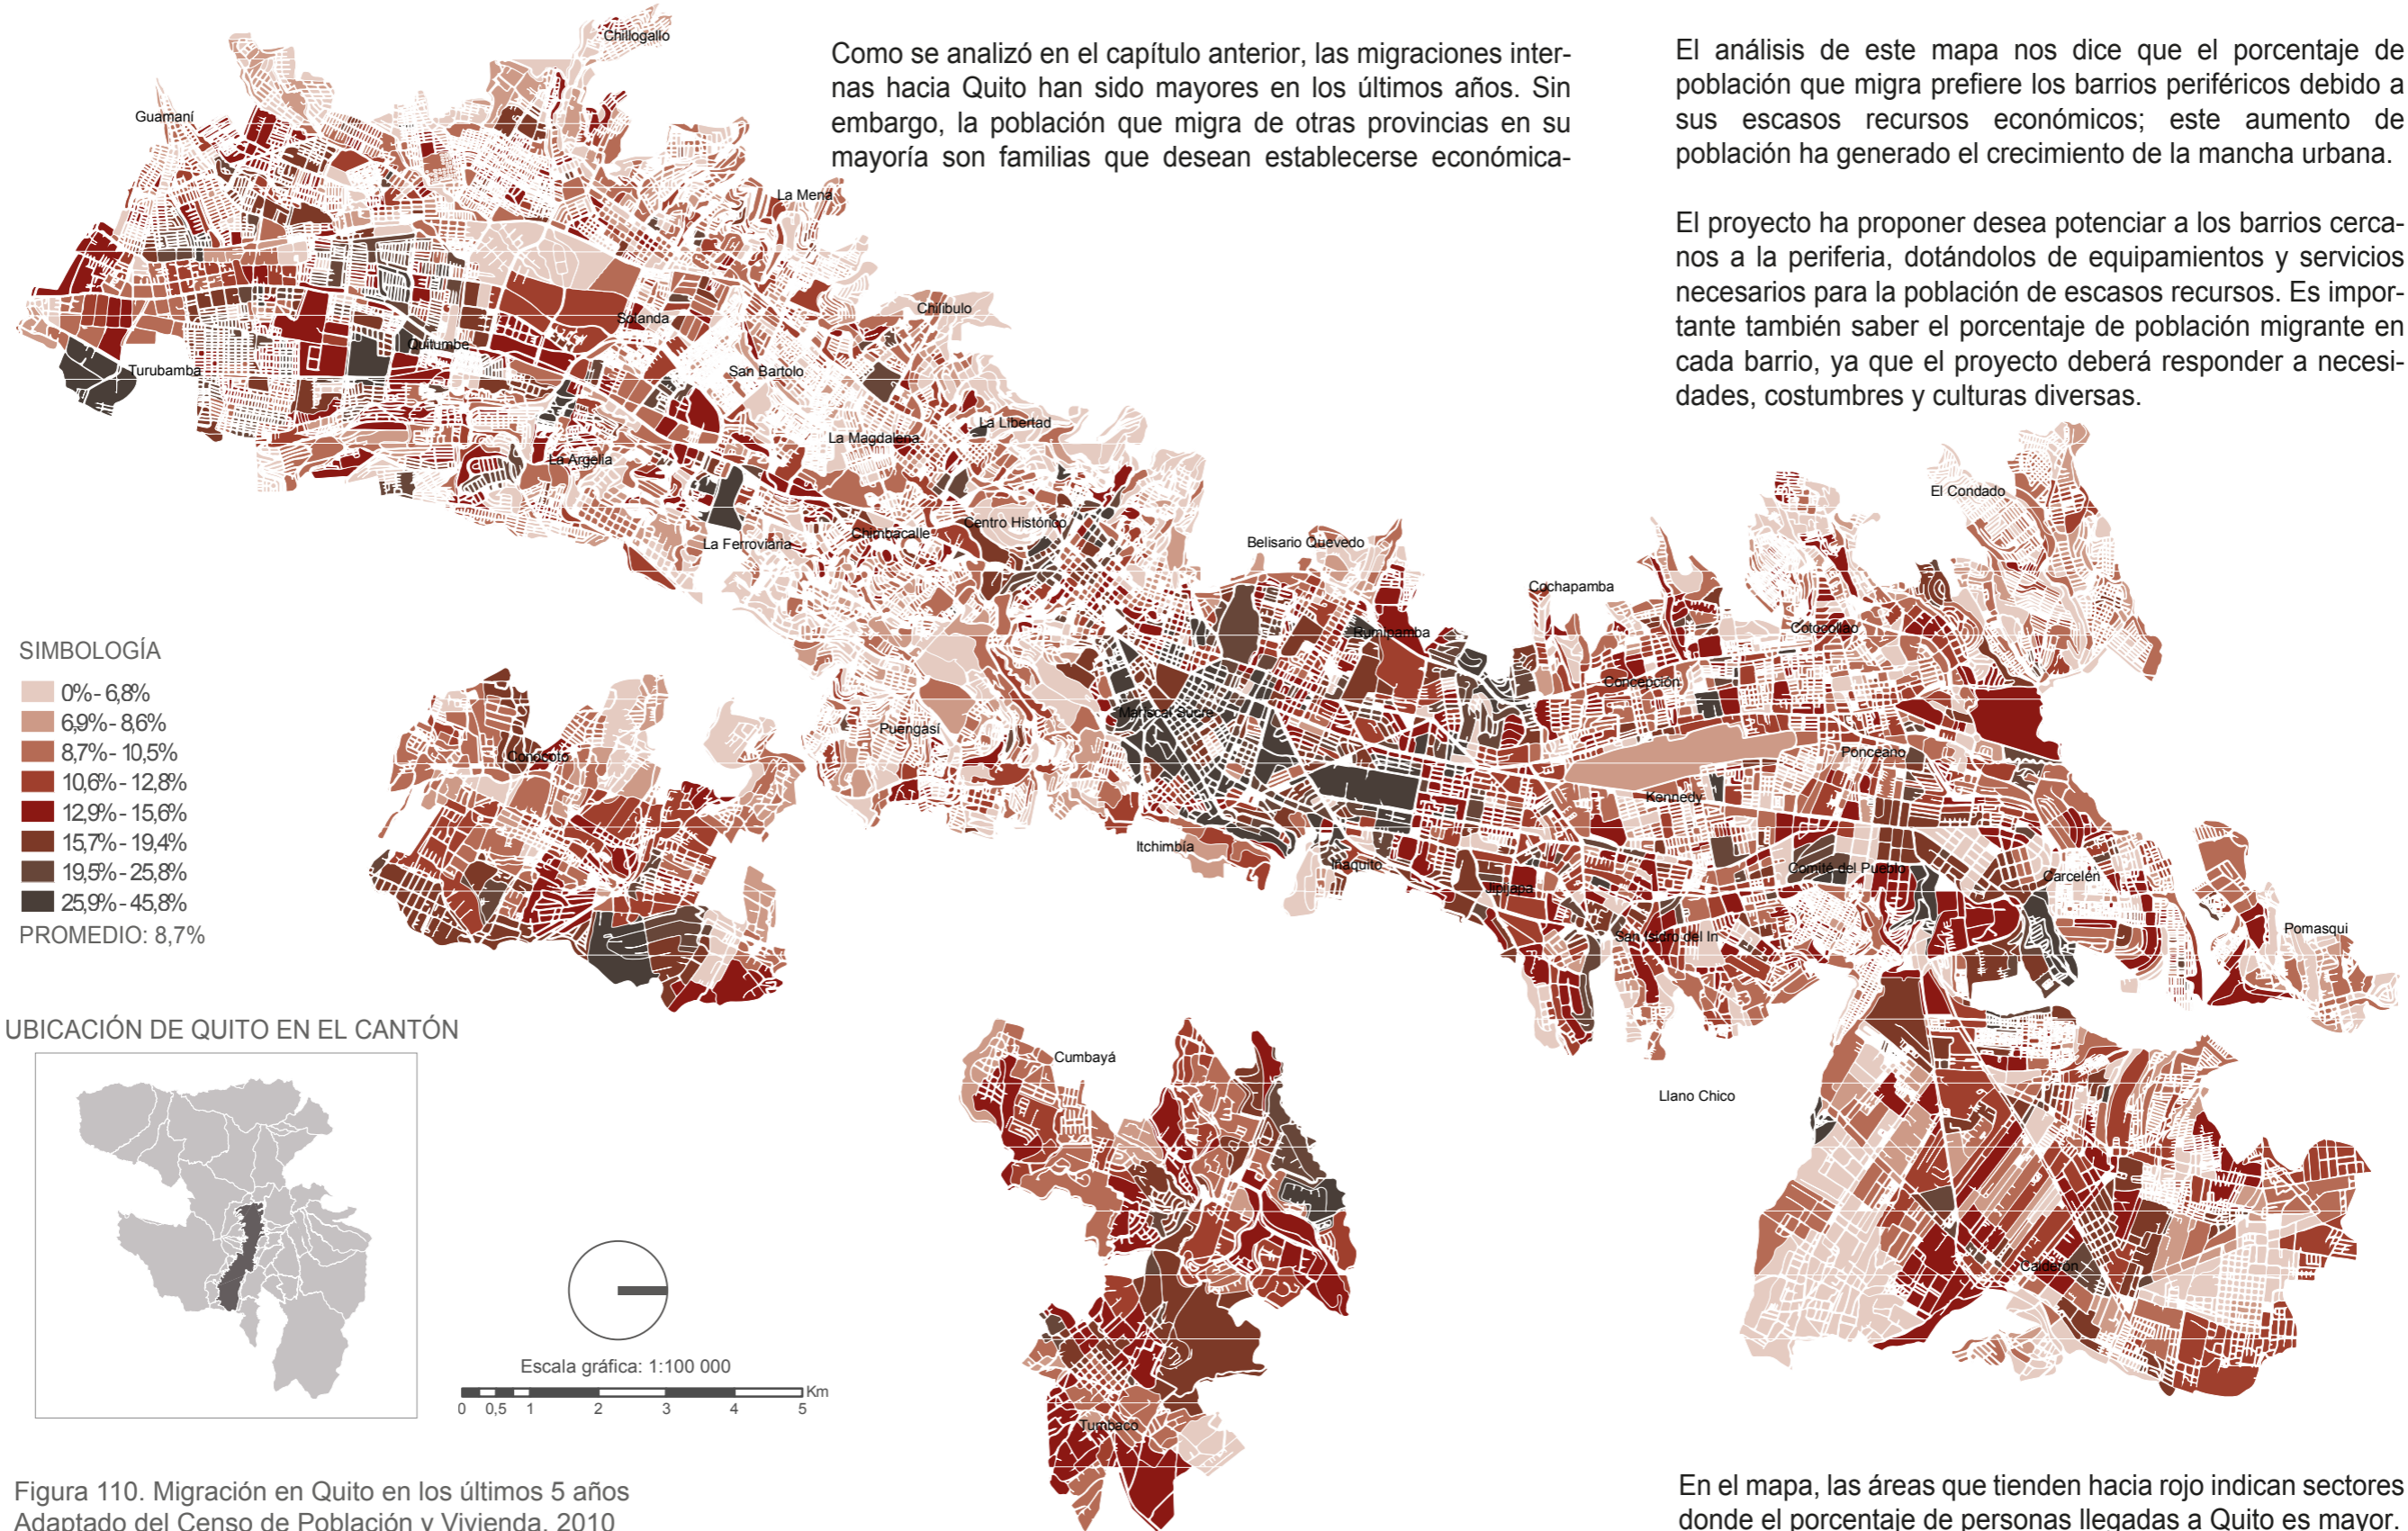 Como se analizó en el capítulo anterior, las migraciones inter-
nas hacia Quito han sido mayores en los últimos años. Sin
embargo, la población que migra de otras provincias en su
mayoría son familias que desean establecerse económica-
El análisis de este mapa nos dice que el porcentaje de
población que migra prefiere los barrios periféricos debido a
sus escasos recursos económicos; este aumento de
población ha generado el crecimiento de la mancha urbana.
El proyecto ha proponer desea potenciar a los barrios cerca-
nos a la periferia, dotándolos de equipamientos y servicios
necesarios para la población de escasos recursos. Es impor-
tante también saber el porcentaje de población migrante en
cada barrio, ya que el proyecto deberá responder a necesi-
dades, costumbres y culturas diversas.
Chillogallo
Guamaní
La Mena
Chilibulo
Solanda
Quitumbe
Turubamba
San Bartolo
La Magdalena
La Libertad
La Argelia
Centro Histórico
Chimbacalle
La Ferroviaria
Belisario Quevedo
El Condado
Cochapamba
Rumipamba
Cotocollao
Concepción
Mariscal Sucre
Puengasí
Conocoto
Ponceano
Kennedy
Itchimbía
Iñaquito
Jipijapa
Comité del Pueblo
Carcelén
San Isidro del In
Pomasqui
Cumbayá
Llano Chico
Calderón
Tumbaco
SIMBOLOGÍA
0% - 6,8%
6,9% - 8,6%
8,7% - 10,5%
10,6% - 12,8%
12,9% - 15,6%
15,7% - 19,4%
19,5% - 25,8%
25,9% - 45,8%
PROMEDIO: 8,7%
UBICACIÓN DE QUITO EN EL CANTÓN
Escala gráfica: 1:100 000
Km
0 0,5 1 2 3 4 5
Figura 110. Migración en Quito en los últimos 5 años
Adaptado del Censo de Población y Vivienda, 2010
En el mapa, las áreas que tienden hacia rojo indican sectores
donde el porcentaje de personas llegadas a Quito es mayor.